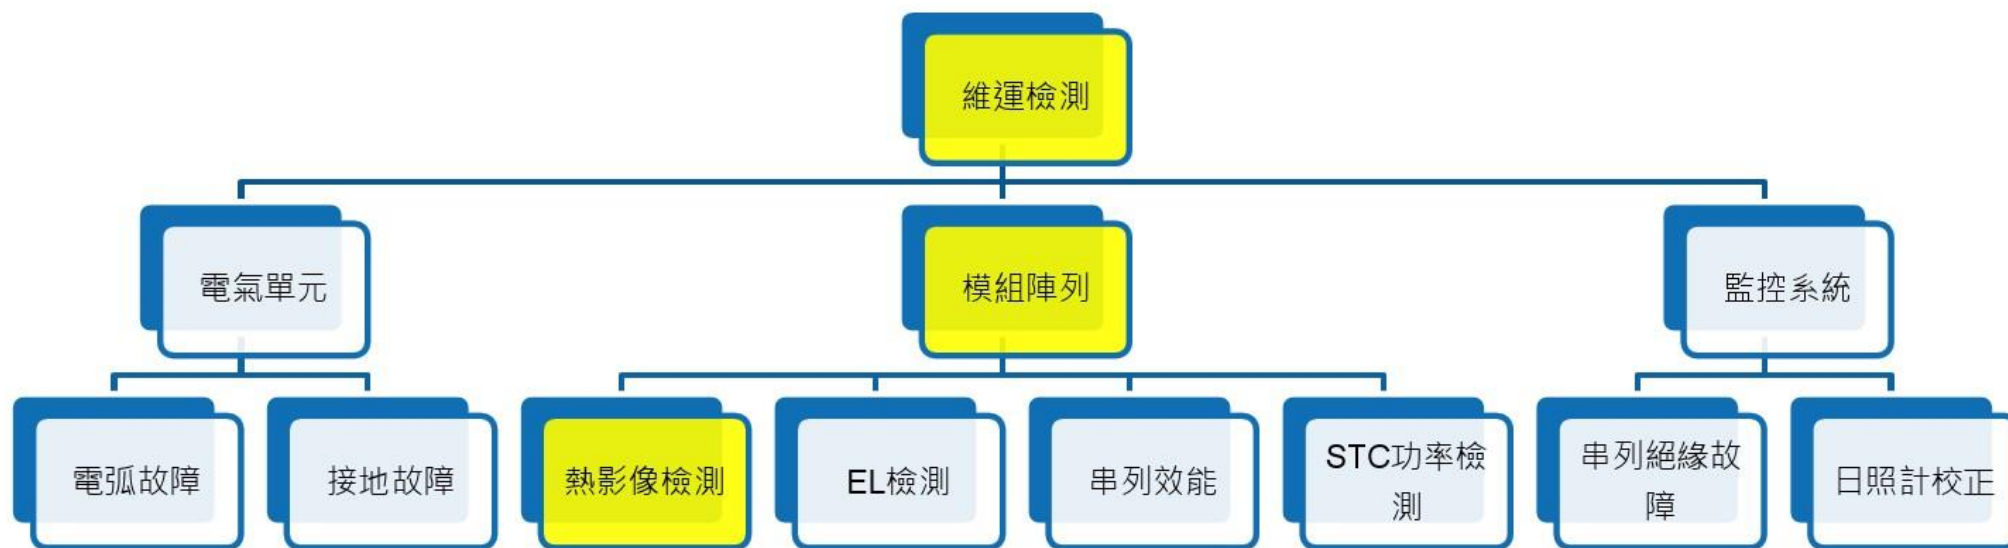 維運檢測
電氣單元
模組陣列
監控系統
電弧故障
接地故障
熱影像檢測
EL檢測
串列效能
STC功率檢
測
串列絕緣故
障
日照計校正